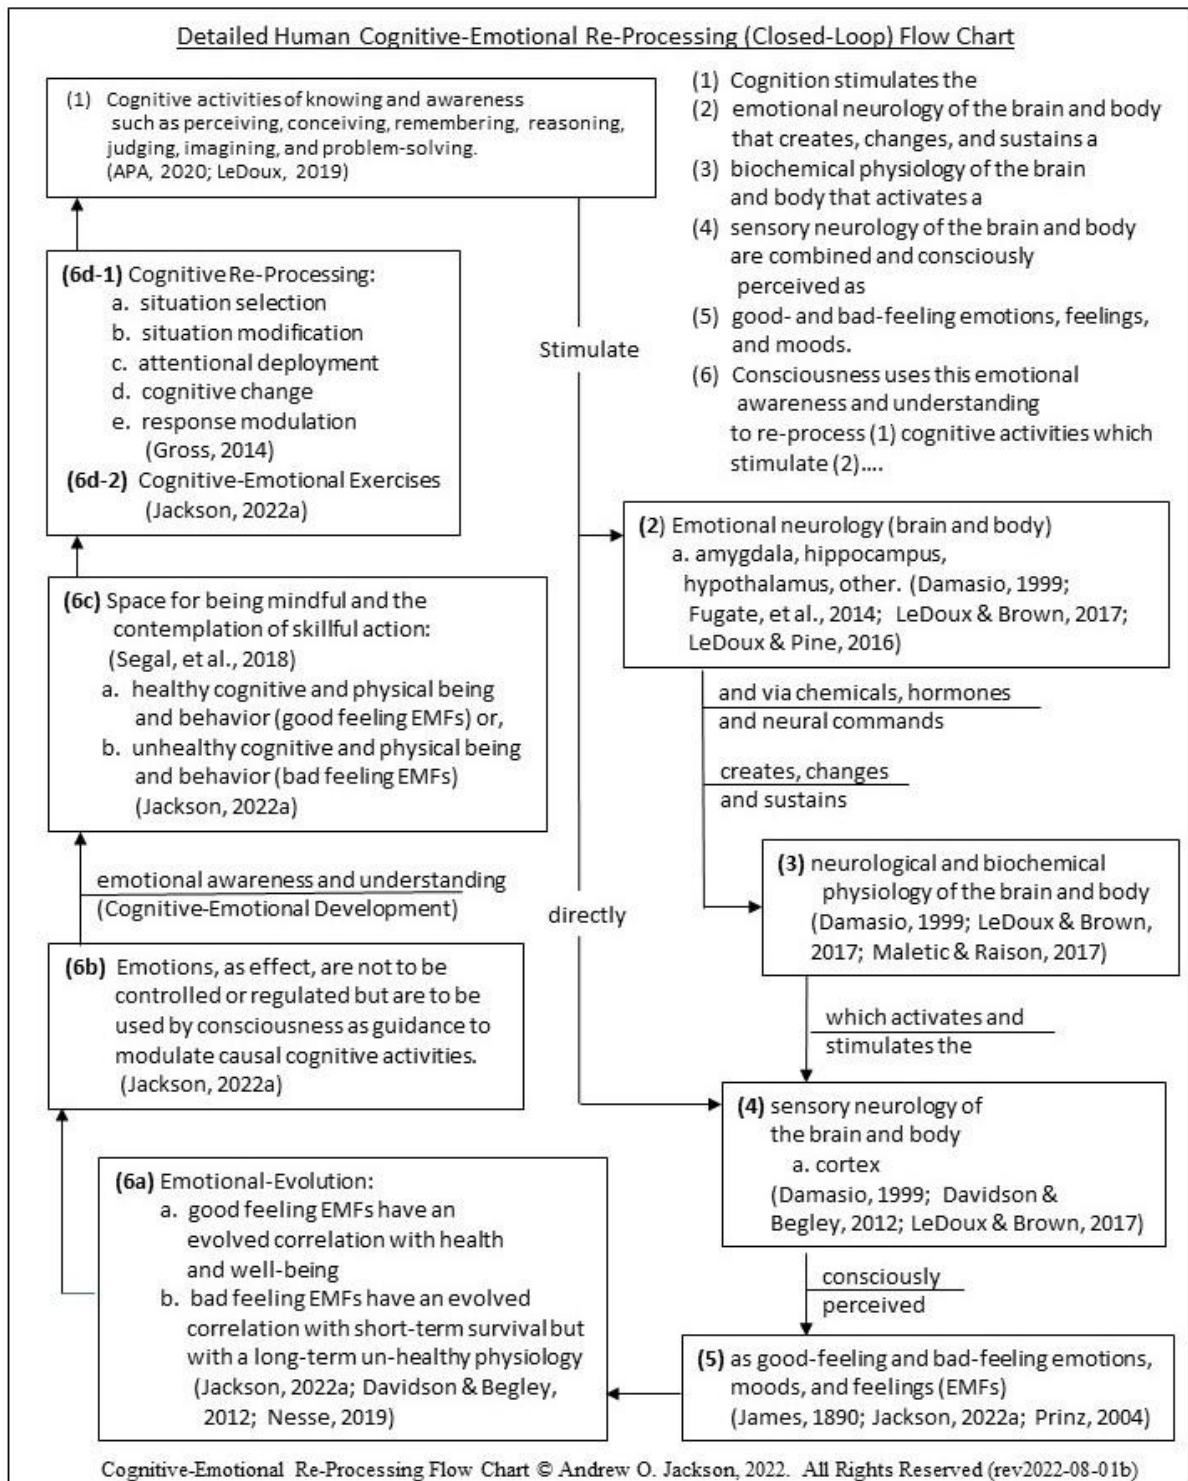 Detailed Human Cognitive-Emotional Re-Processing (Closed-Loop) Flow Chart
(1) Cognitive activities of knowing and awareness
such as perceiving, conceiving, remembering, reasoning,
judging, imagining, and problem-solving.
(APA, 2020; LeDoux, 2019)
(1) Cognition stimulates the
(2) emotional neurology of the brain and body
that creates, changes, and sustains a
(3) biochemical physiology of the brain
and body that activates a
(4) sensory neurology of the brain and body
are combined and consciously
perceived as
(5) good- and bad-feeling emotions, feelings,
and moods.
(6) Consciousness uses this emotional
awareness and understanding
to re-process (1) cognitive activities which
stimulate (2)....
Stimulate
directly
(2) Emotional neurology (brain and body)
a. amygdala, hippocampus,
hypothalamus, other. (Damasio, 1999;
Fugate, et al., 2014; LeDoux & Brown, 2017;
LeDoux & Pine, 2016)
and via chemicals, hormones
and neural commands
creates, changes
and sustains
(3) neurological and biochemical
physiology of the brain and body
(Damasio, 1999; LeDoux & Brown,
2017; Maletic & Raison, 2017)
which activates and
stimulates the
(4) sensory neurology of
the brain and body
a. cortex
(Damasio, 1999; Davidson &
Begley, 2012; LeDoux & Brown, 2017)
consciously
perceived
(5) as good-feeling and bad-feeling emotions,
moods, and feelings (EMFs)
(James, 1890; Jackson, 2022a; Prinz, 2004)
(6a) Emotional-Evolution:
a. good feeling EMFs have an
evolved correlation with health
and well-being
b. bad feeling EMFs have an evolved
correlation with short-term survival but
with a long-term un-healthy physiology
(Jackson, 2022a; Davidson & Begley,
2012; Nesse, 2019)
(6b) Emotions, as effect, are not to be
controlled or regulated but are to be
used by consciousness as guidance to
modulate causal cognitive activities.
(Jackson, 2022a)
emotional awareness and understanding
(Cognitive-Emotional Development)
(6c) Space for being mindful and the
contemplation of skillful action:
(Segal, et al., 2018)
a. healthy cognitive and physical being
and behavior (good feeling EMFs) or,
b. unhealthy cognitive and physical being
and behavior (bad feeling EMFs)
(Jackson, 2022a)
(6d-1) Cognitive Re-Processing:
a. situation selection
b. situation modification
c. attentional deployment
d. cognitive change
e. response modulation
(Gross, 2014)
(6d-2) Cognitive-Emotional Exercises
(Jackson, 2022a)
Cognitive-Emotional Re-Processing Flow Chart © Andrew O. Jackson, 2022. All Rights Reserved (rev2022-08-01b)